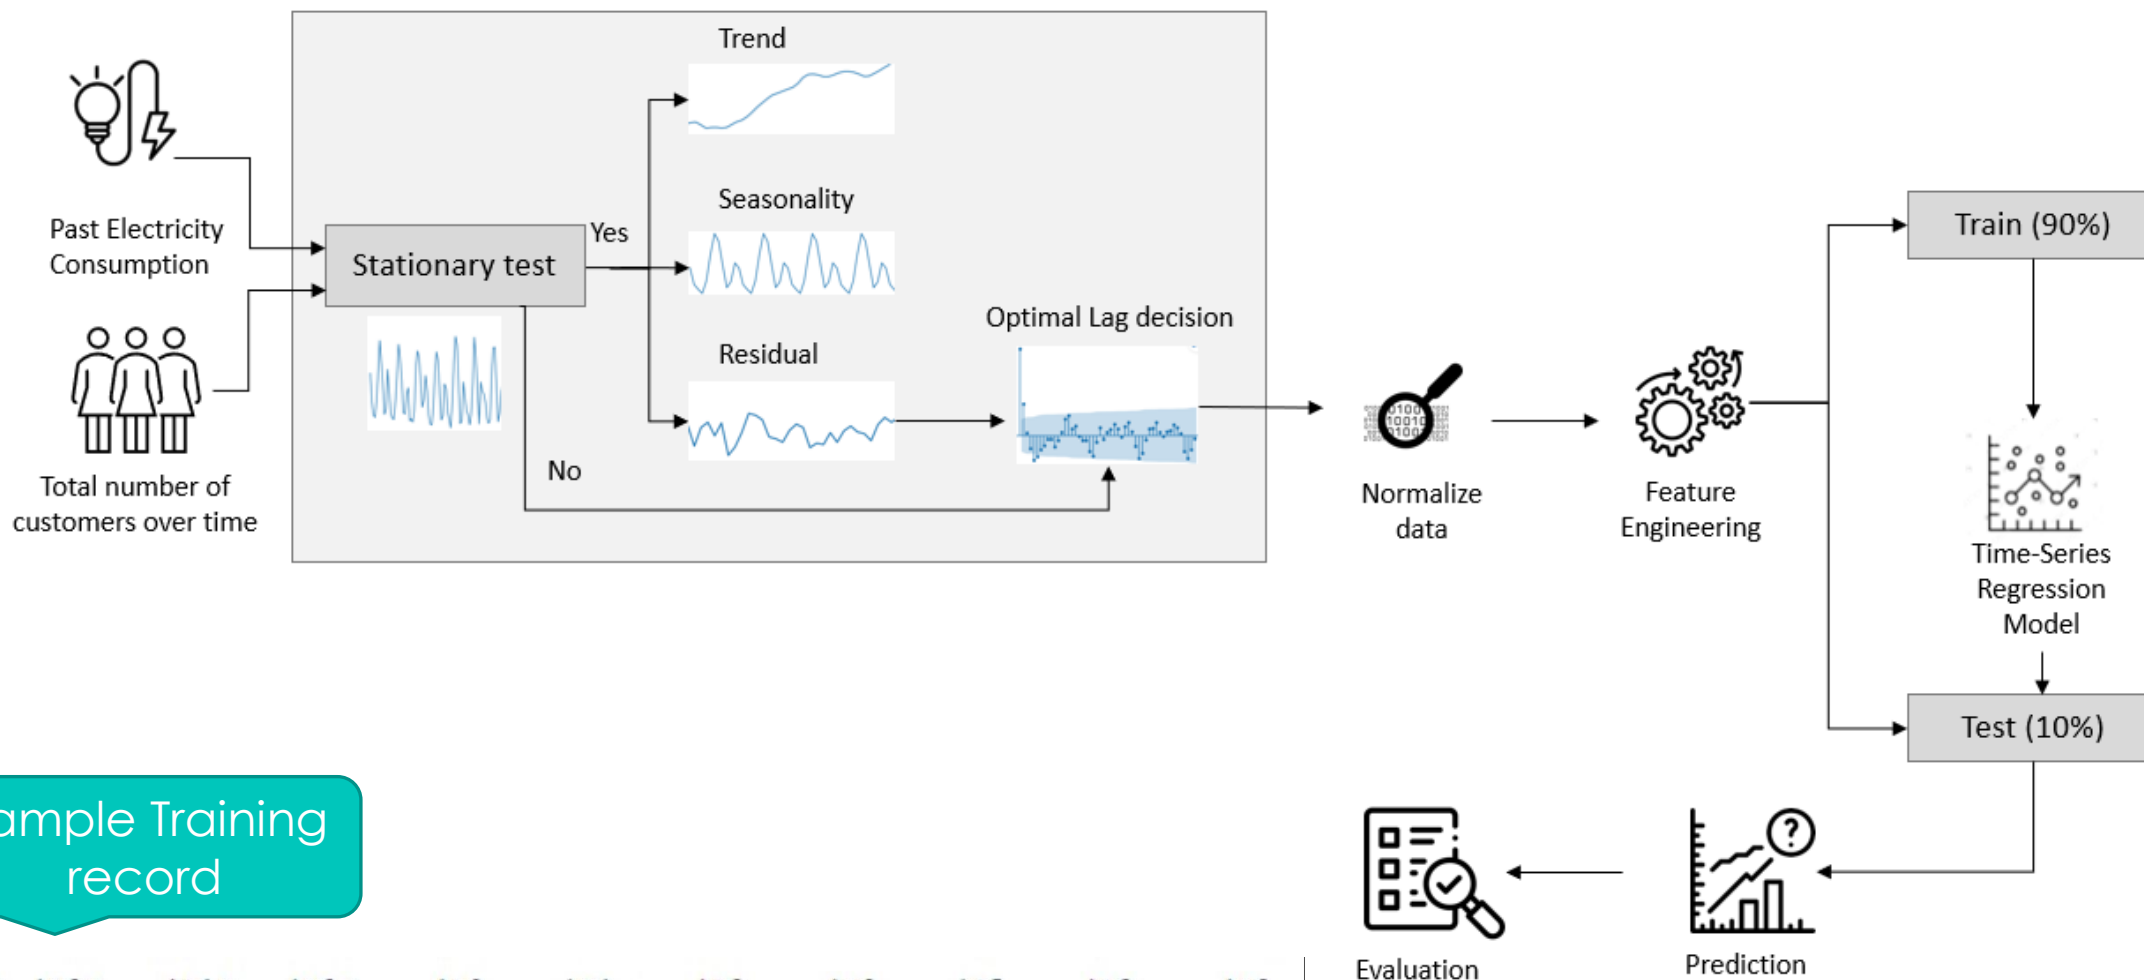 Trend
Past Electricity
Consumption
Seasonality
Yes
Stationary test
Residual
Optimal Lag decision
No
Total number of
customers over time
Normalize
data
Feature
Engineering
Train (90%)
Time-Series
Regression
Model
Test (10%)
Training
record
Evaluation
Prediction